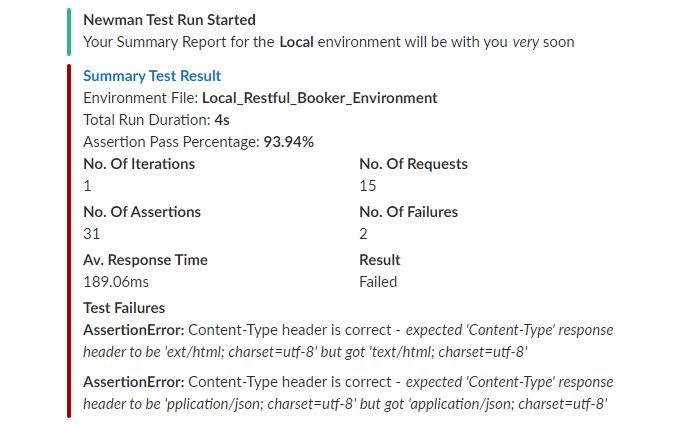 Newman Test Run Started
Your Summary Report for the Local environment will be with you very soon
Summary Test Result
Environment File: Local_Restful_Booker_Environment
Total Run Duration: 4s
Assertion Pass Percentage: 93.94%
No. Of Iterations No. Of Requests
1 15
No. Of Assertions No. Of Failures
31 2
Av. Response Time Result
189.06ms Failed
Test Failures
AssertionError: Content-Type header is correct - expected 'Content-Type' response
header to be 'ext/html; charset=utf-8' but got 'text/html; charset=utf-8'
AssertionError: Content-Type header is correct - expected 'Content-Type' response
header to be 'pplication/json; charset=utf-8' but got 'application/json; charset=utf-8'